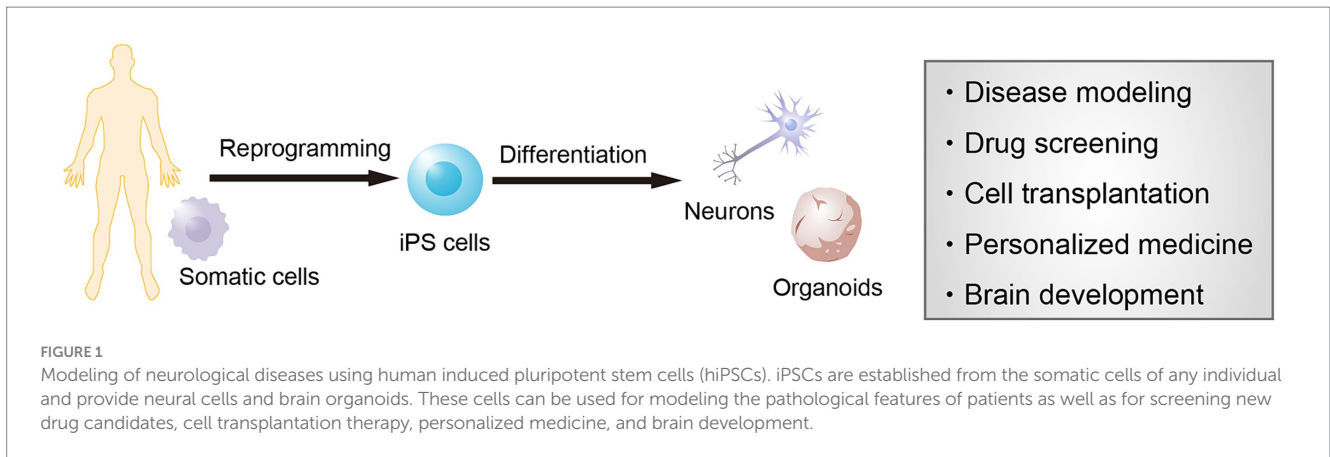 Reprogramming
Differentiation
Somatic cells
iPS cells
Neurons
Organoids
・Disease modeling
・Drug screening
・Cell transplantation
・Personalized medicine
・Brain development
FIGURE 1
Modeling of neurological diseases using human induced pluripotent stem cells (hiPSCs). iPSCs are established from the somatic cells of any individual
and provide neural cells and brain organoids. These cells can be used for modeling the pathological features of patients as well as for screening new
drug candidates, cell transplantation therapy, personalized medicine, and brain development.